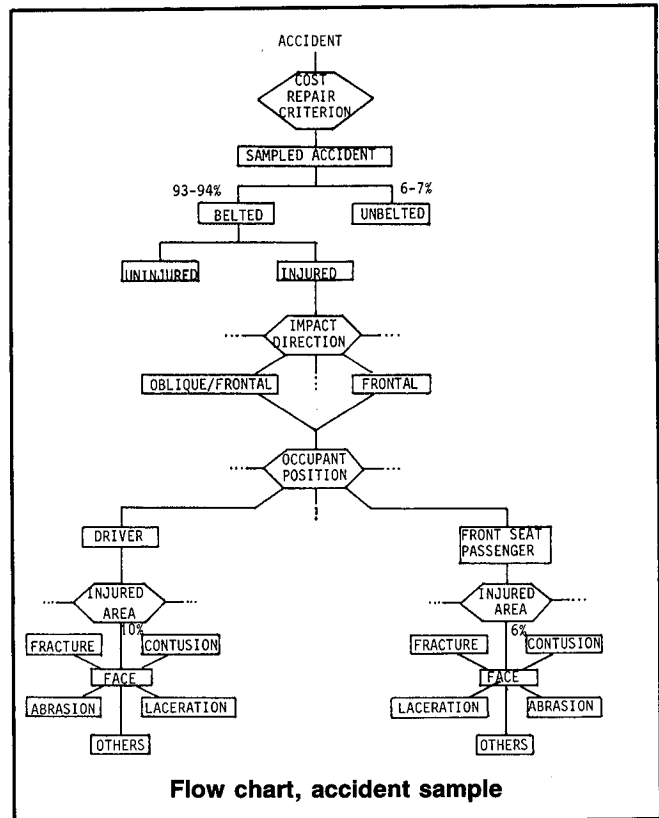 ACCIDENT
COST
REPAIR
CRITERION
SAMPLED ACCIDENT
93-94%
6-7%
BELTED
UNBELTED
UNINJURED
INJURED
IMPACT
DIRECTION
OBLIQUE/FRONTAL
FRONTAL
OCCUPANT
POSITION
DRIVER
FRONT SEAT
PASSENGER
INJURED
AREA
10%
INJURED
AREA
6%
FRACTURE
CONTUSION
FRACTURE
CONTUSION
FACE
FACE
ABRASION
LACERATION
LACERATION
ABRASION
OTHERS
OTHERS
Flow chart, accident sample